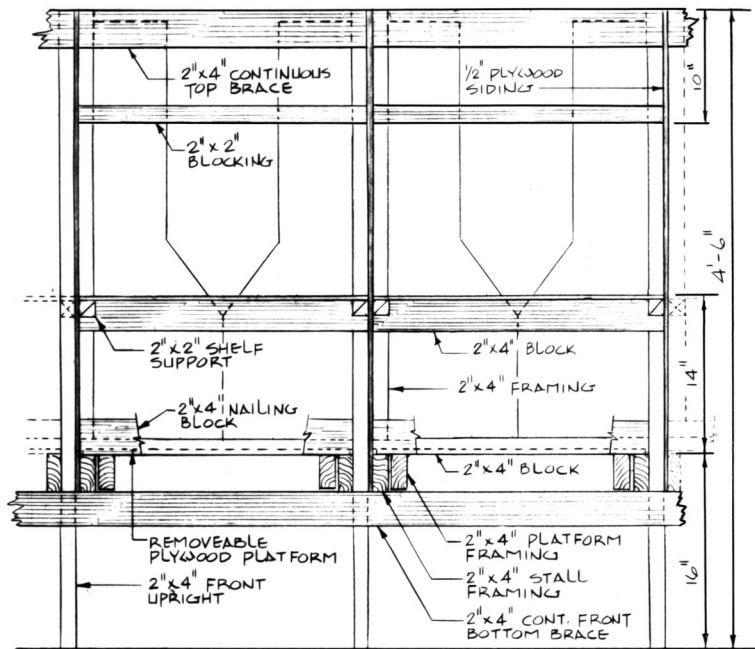 2"x4" CONTINUOUS
TOP BRACE
1/2" PLYWOOD
SIDING
10"
2"x 2"
BLOCKING
4'-6"
2"x 2" SHELF
SUPPORT
2"x4" BLOCK
14"
2"x4" FRAMING
2"x4" NAILING
BLOCK
2"x4" BLOCK
REMOVEABLE
PLYWOOD PLATFORM
2"x4" PLATFORM
FRAMING
2"x4" FRONT
UPRIGHT
2"x4" STALL
FRAMING
16"
2"x4" CONT. FRONT
BOTTOM BRACE